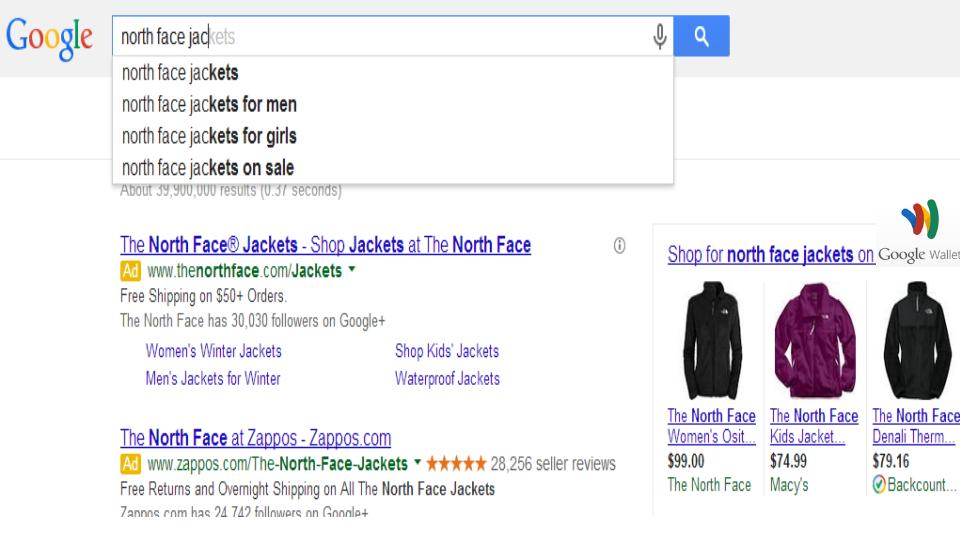 Google
north face jackets
north face jackets
north face jackets for men
north face jackets for girls
north face jackets on sale
About 39,900,000 results (0.37 seconds)
The North Face® Jackets - Shop Jackets at The North Face
Ad www.thenorthface.com/Jackets
Free Shipping on $50+ Orders.
The North Face has 30,030 followers on Google+
Women's Winter Jackets Shop Kids' Jackets
Men's Jackets for Winter Waterproof Jackets
The North Face at Zappos - Zappos.com
Ad www.zappos.com/The-North-Face-Jackets 28,256 seller reviews
Free Returns and Overnight Shipping on All The North Face Jackets
Zappos.com has 24,742 followers on Google+
Shop for north face jackets on
Google Wallet
The North Face
Women's Osit...
$99.00
The North Face
The North Face
Kids Jacket...
$74.99
Macy's
The North Face
Denali Therm...
$79.16
Backcount...